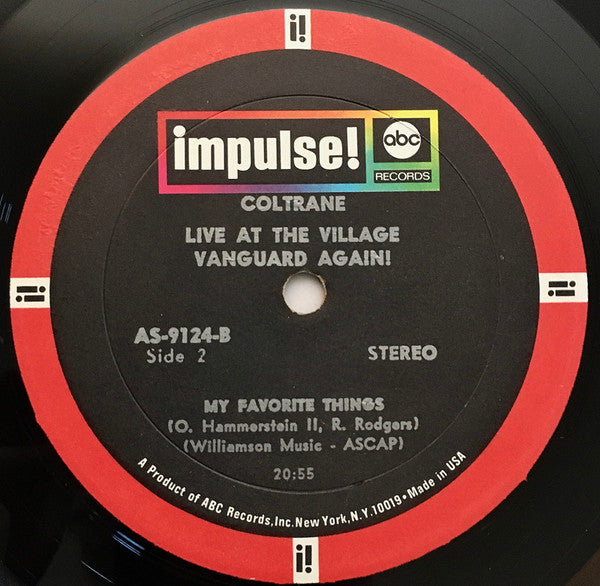 i!
impulse!
abc
RECORDS
COLTRANE
LIVE AT THE VILLAGE
VANGUARD AGAIN!
i!
i!
AS-9124-B
Side 2
STEREO
MY FAVORITE THINGS
(O. Hammerstein II, R. Rodgers)
(Williamson Music - ASCAP)
20:55
A Product of ABC Records,Inc.New York,N.Y.10019•Made in USA
i!